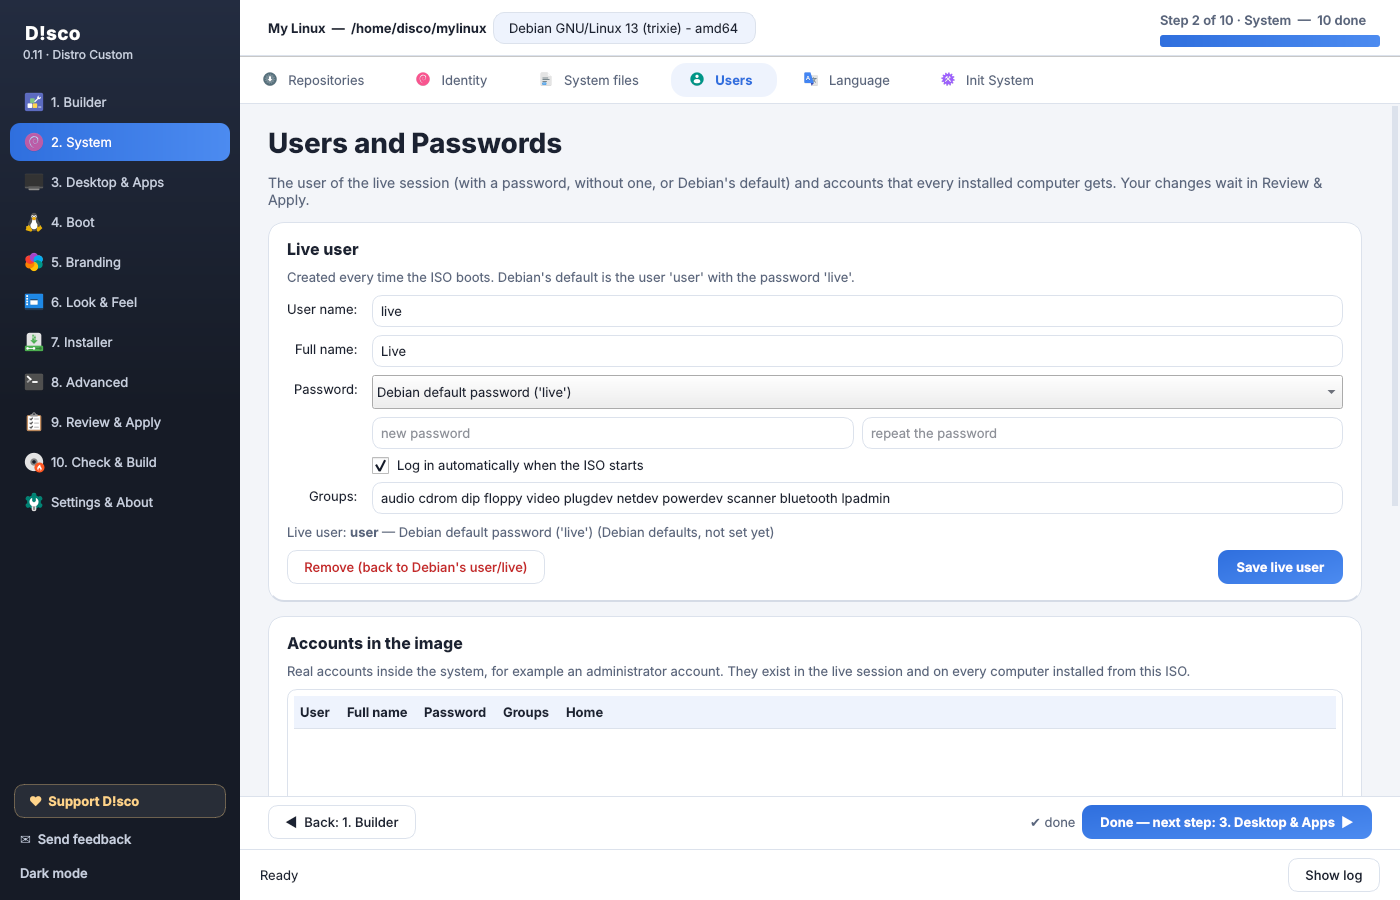 D!sco
0.11 · Distro Custom
1. Builder
2. System
3. Desktop & Apps
4. Boot
5. Branding
6. Look & Feel
7. Installer
8. Advanced
9. Review & Apply
10. Check & Build
Settings & About
Support D!sco
Send feedback
Dark mode
My Linux — /home/disco/mylinux
Debian GNU/Linux 13 (trixie) - amd64
Step 2 of 10 · System — 10 done
Repositories
Identity
System files
Users
Language
Init System
Users and Passwords
The user of the live session (with a password, without one, or Debian's default) and accounts that every installed computer gets. Your changes wait in Review &
Apply.
Live user
Created every time the ISO boots. Debian's default is the user 'user' with the password 'live'.
User name: live
Full name: Live
Password: Debian default password ('live')
new password
repeat the password
Log in automatically when the ISO starts
Groups: audio cdrom dip floppy video plugdev netdev powerdev scanner bluetooth lpadmin
Live user: user — Debian default password ('live') (Debian defaults, not set yet)
Remove (back to Debian's user/live)
Save live user
Accounts in the image
Real accounts inside the system, for example an administrator account. They exist in the live session and on every computer installed from this ISO.
User Full name Password Groups Home
◀ Back: 1. Builder
✔ done
Done — next step: 3. Desktop & Apps ▶
Ready
Show log